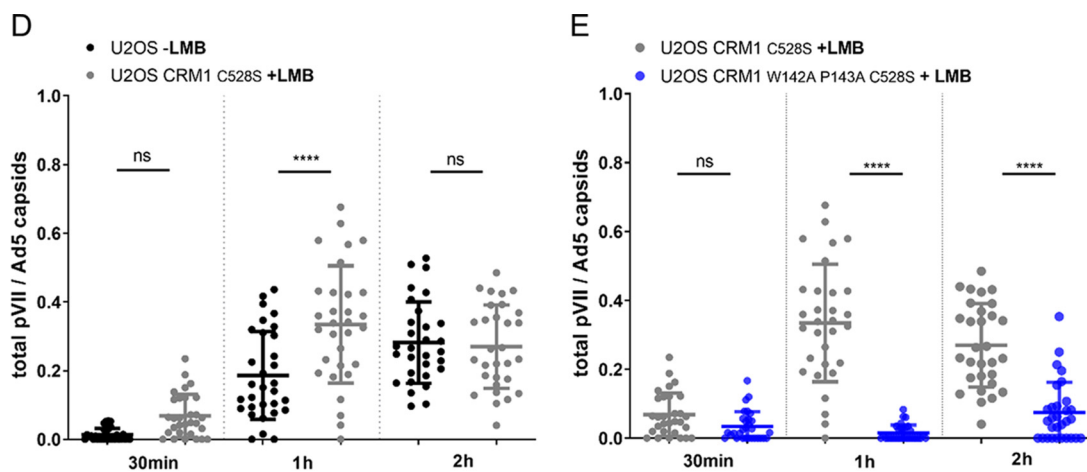 D
U2OS -LMB
U2OS CRM1 C528S +LMB
total pVII / Ad5 capsids
1.0
0.8
0.6
0.4
0.2
0.0
ns
****
ns
30min
1h
2h
E
U2OS CRM1 C528S +LMB
U2OS CRM1 W142A P143A C528S + LMB
total pVII / Ad5 capsids
1.0
0.8
0.6
0.4
0.2
0.0
ns
****
****
30min
1h
2h